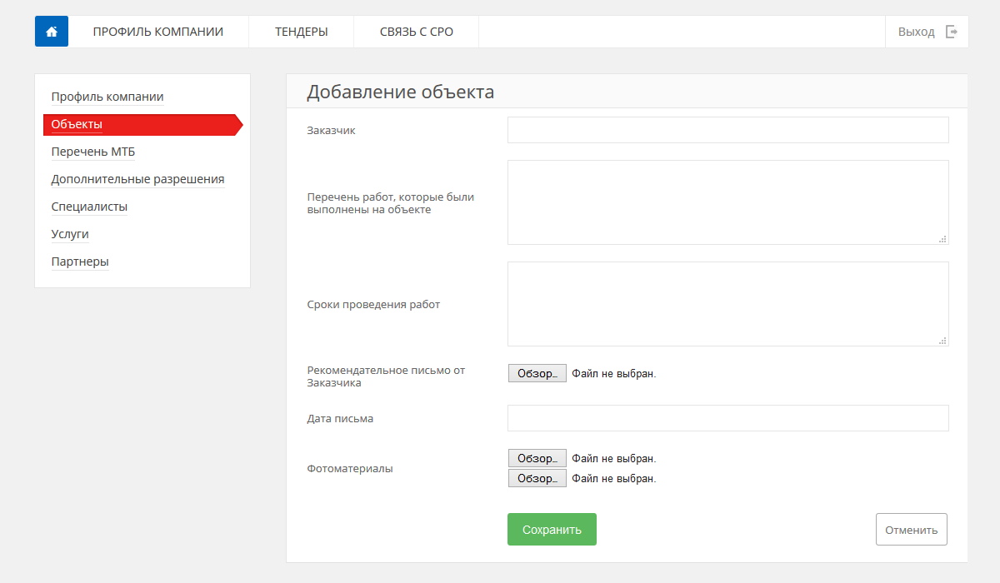 ПРОФИЛЬ КОМПАНИИ ТЕНДЕРЫ СВЯЗЬ С СРО Выход
Профиль компании
Объекты
Перечень МТБ
Дополнительные разрешения
Специалисты
Услуги
Партнеры
Добавление объекта
Заказчик
Перечень работ, которые были
выполнены на объекте
Сроки проведения работ
Рекомендательное письмо от
Заказчика
Обзор… Файл не выбран.
Дата письма
Фотоматериалы
Обзор… Файл не выбран.
Обзор… Файл не выбран.
Сохранить Отменить